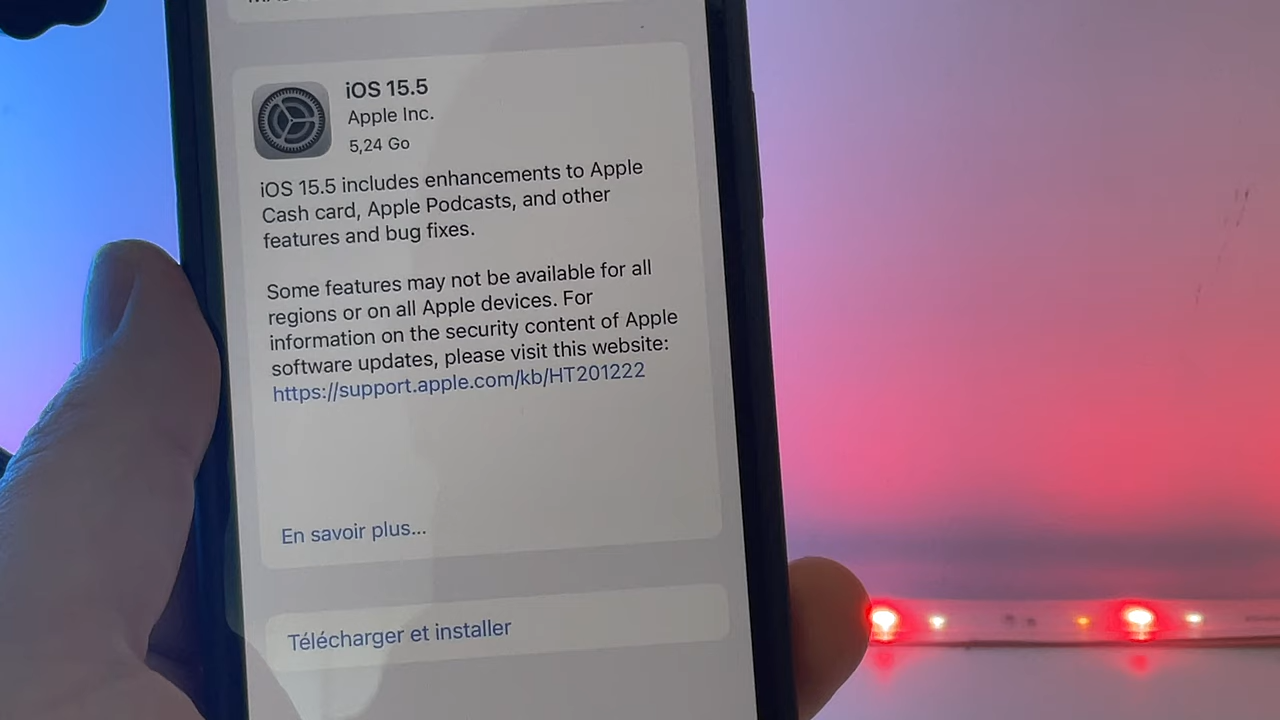 iOS 15.5
Apple Inc.
5,24 Go
iOS 15.5 includes enhancements to Apple
Cash card, Apple Podcasts, and other
features and bug fixes.
Some features may not be available for all
regions or on all Apple devices. For
information on the security content of Apple
software updates, please visit this website:
https://support.apple.com/kb/HT201222
En savoir plus...
Télécharger et installer